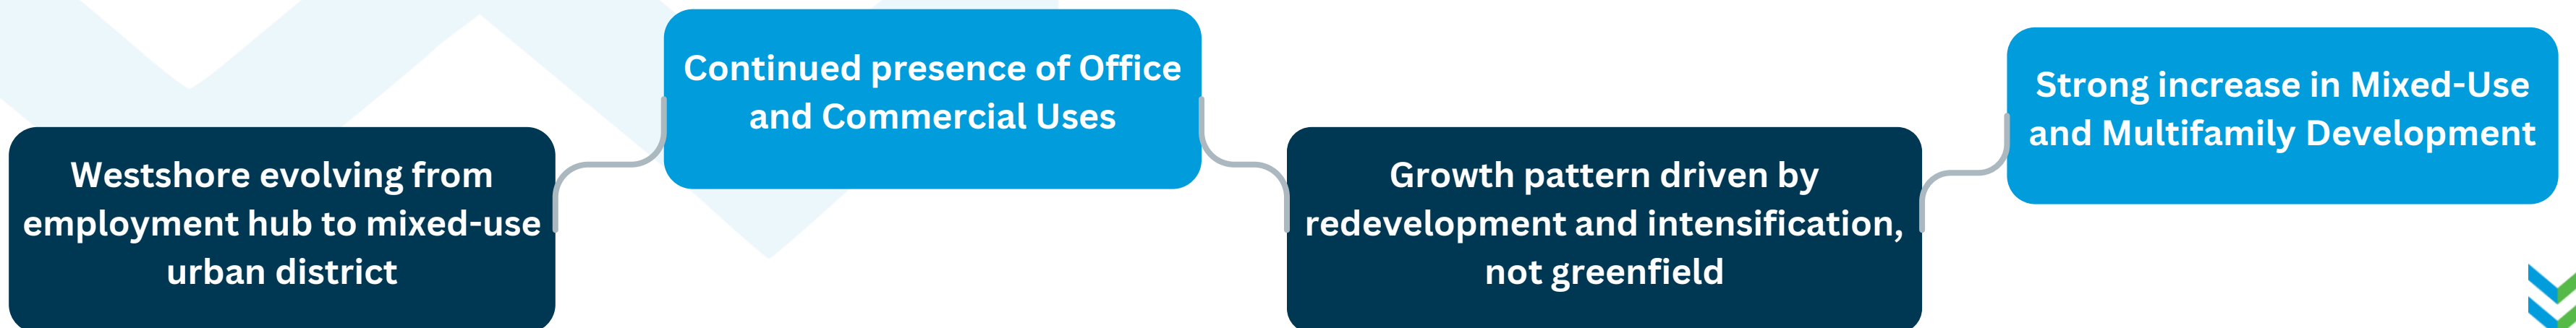 Westshore evolving from
employment hub to mixed-use
urban district
Continued presence of Office
and Commercial Uses
Growth pattern driven by
redevelopment and intensification,
not greenfield
Strong increase in Mixed-Use
and Multifamily Development